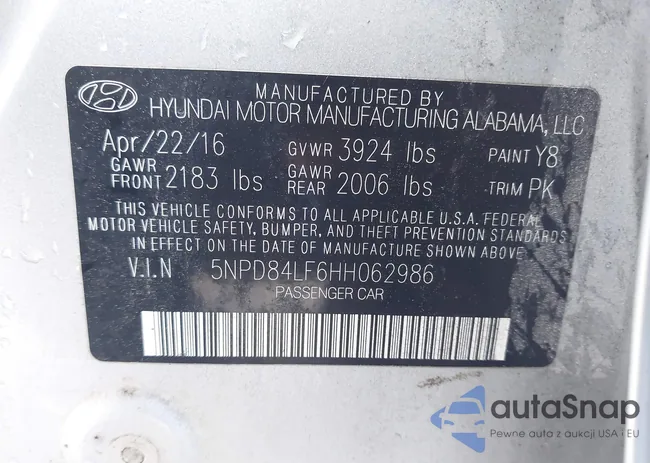 MANUFACTURED BY
HYUNDAI MOTOR MANUFACTURING ALABAMA, LLC
Apr/22/16 GVWR 3924 lbs PAINT Y8
GAWR FRONT 2183 lbs GAWR REAR 2006 lbs TRIM PK
THIS VEHICLE CONFORMS TO ALL APPLICABLE U.S.A. FEDERAL
MOTOR VEHICLE SAFETY, BUMPER, AND THEFT PREVENTION STANDARDS
IN EFFECT ON THE DATE OF MANUFACTURE SHOWN ABOVE.
V.I.N 5NPD84LF6HH062986
PASSENGER CAR
autaSnap
Pewne auta z aukcji USA i EU